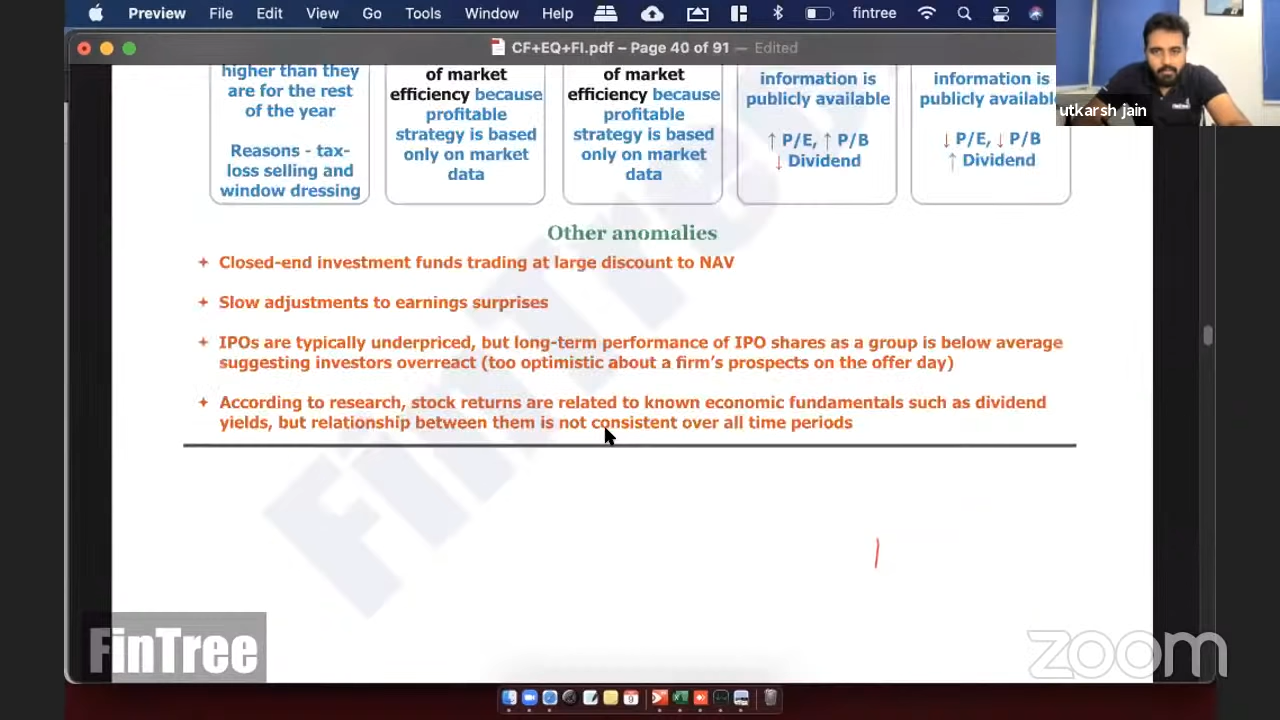 Preview File Edit View Go Tools Window Help fintree
CF+EQ+FI.pdf – Page 40 of 91 — Edited
utkarsh jain
higher than they
are for the rest
of the year
Reasons - tax-
loss selling and
window dressing
of market
efficiency because
profitable
strategy is based
only on market
data
of market
efficiency because
profitable
strategy is based
only on market
data
information is
publicly available
↑ P/E, ↑ P/B
↓ Dividend
information is
publicly availabl
↓ P/E, ↓ P/B
↑ Dividend
Other anomalies
Closed-end investment funds trading at large discount to NAV
Slow adjustments to earnings surprises
IPOs are typically underpriced, but long-term performance of IPO shares as a group is below average
suggesting investors overreact (too optimistic about a firm's prospects on the offer day)
According to research, stock returns are related to known economic fundamentals such as dividend
yields, but relationship between them is not consistent over all time periods
FinTree
FinTree
zoom